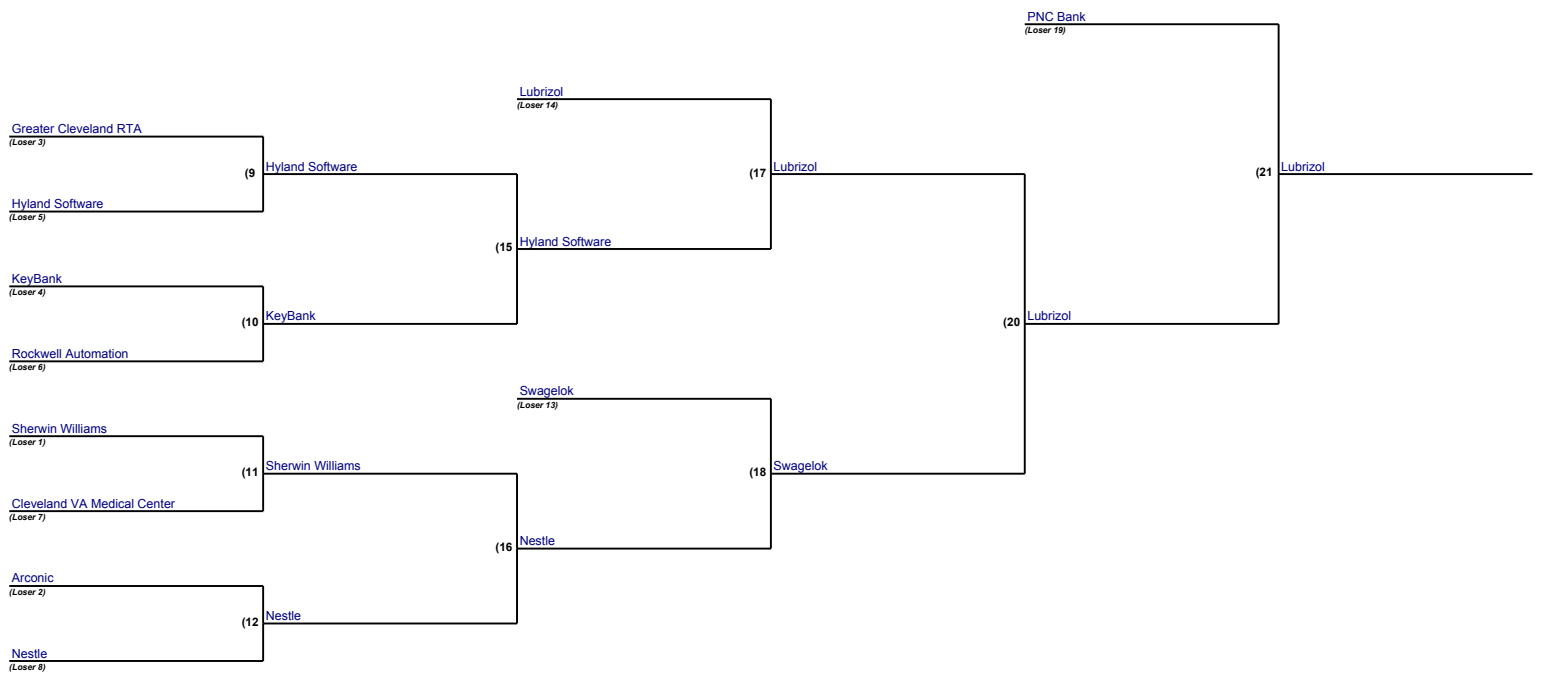 PNC Bank
(Loser 19)
Lubrizol
(Loser 14)
Greater Cleveland RTA
(Loser 3)
(9 Hyland Software
(17 Lubrizol
(21 Lubrizol
Hyland Software
(Loser 5)
(15 Hyland Software
KeyBank
(Loser 4)
(10 KeyBank
(20 Lubrizol
Rockwell Automation
(Loser 6)
Swagelok
(Loser 13)
Sherwin Williams
(Loser 1)
(11 Sherwin Williams
(18 Swagelok
Cleveland VA Medical Center
(Loser 7)
(16 Nestle
Arconic
(Loser 2)
(12 Nestle
Nestle
(Loser 8)